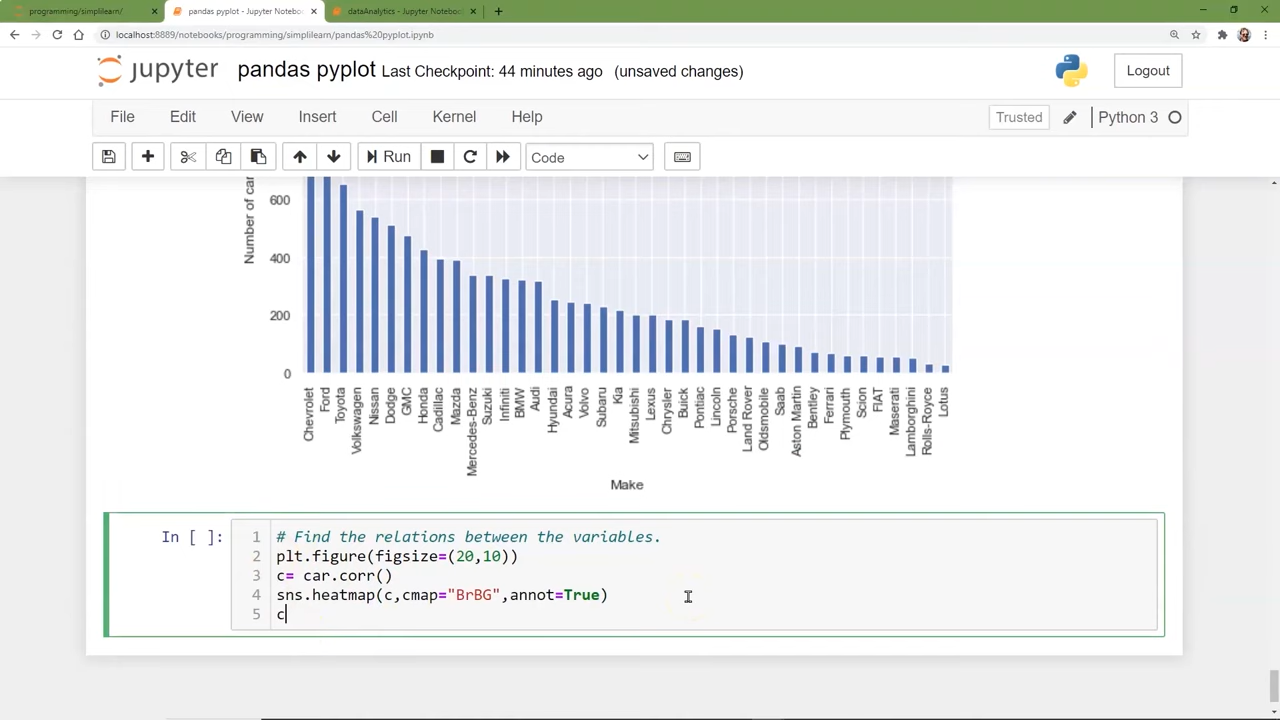 programming/simplilearn/
pandas pyplot - Jupyter Noteboo
dataAnalytics - Jupyter Noteboo
localhost:8889/notebooks/programming/simplilearn/pandas%20pyplot.ipynb
jupyter pandas pyplot Last Checkpoint: 44 minutes ago (unsaved changes)
Logout
File Edit View Insert Cell Kernel Help Trusted Python 3
Run Code
Number of car
600
400
200
0
Chevrolet
Ford
Toyota
Volkswagen
Nissan
Dodge
GMC
Honda
Cadillac
Mazda
Mercedes-Benz
Suzuki
Infiniti
BMW
Audi
Hyundai
Acura
Volvo
Subaru
Kia
Mitsubishi
Lexus
Chrysler
Buick
Pontiac
Lincoln
Porsche
Land Rover
Oldsmobile
Saab
Aston Martin
Bentley
Ferrari
Plymouth
Scion
FIAT
Maserati
Lamborghini
Rolls-Royce
Lotus
Make
In [ ]:
1 # Find the relations between the variables.
2 plt.figure(figsize=(20,10))
3 c= car.corr()
4 sns.heatmap(c,cmap="BrBG",annot=True)
5 c